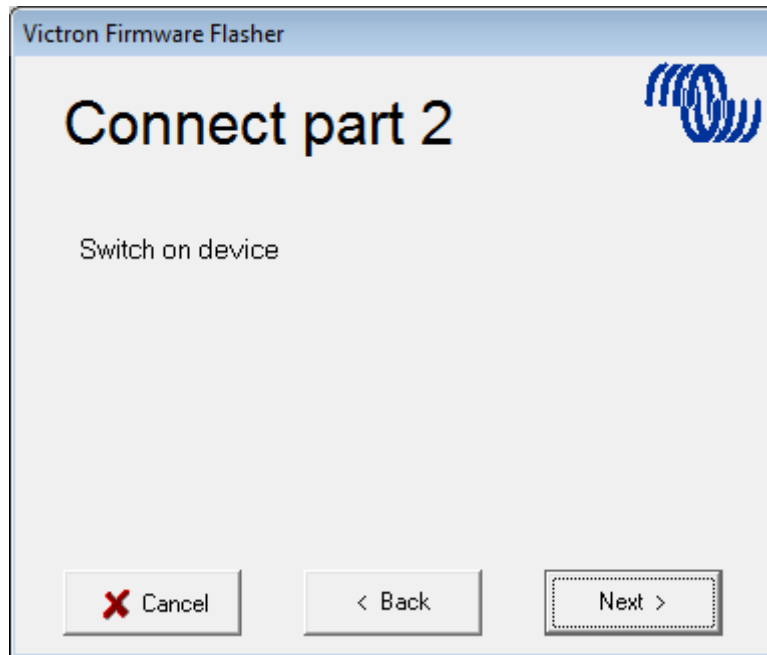 Victron Firmware Flasher
Connect part 2
Switch on device
Cancel
< Back
Next >